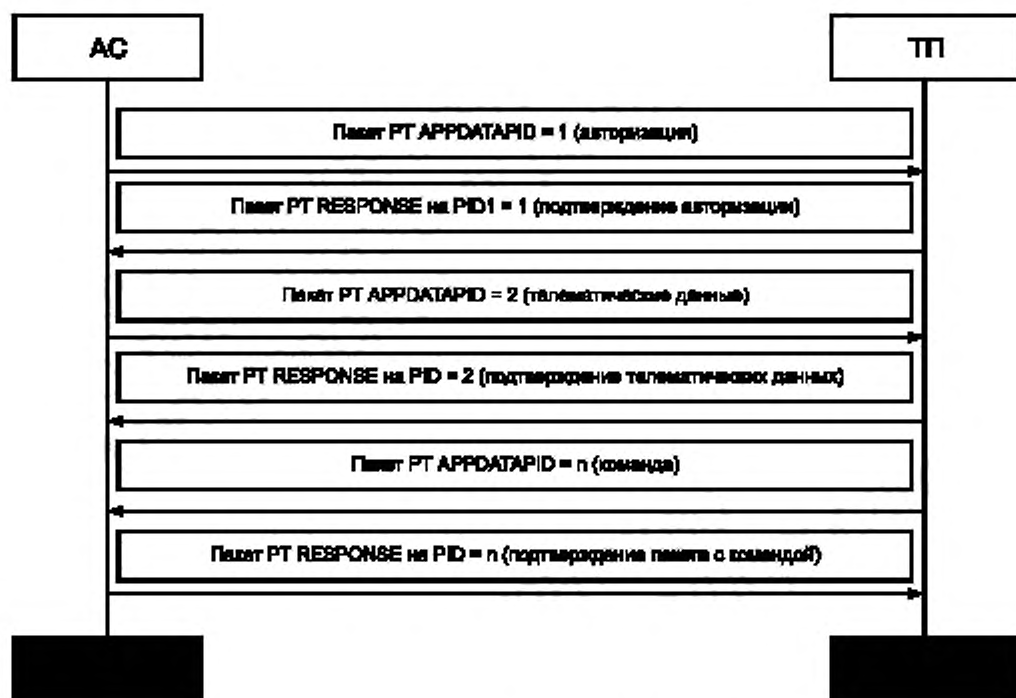 АС
ТП
Пакет PT APPDATAPID = 1 (авторизация)
Пакет PT RESPONSE на PID1 = 1 (подтверждение авторизации)
Пакет PT APPDATAPID = 2 (телематические данные)
Пакет PT RESPONSE на PID = 2 (подтверждение телематических данных)
Пакет PT APPDATAPID = n (команда)
Пакет PT RESPONSE на PID = n (подтверждение пакета с командой)